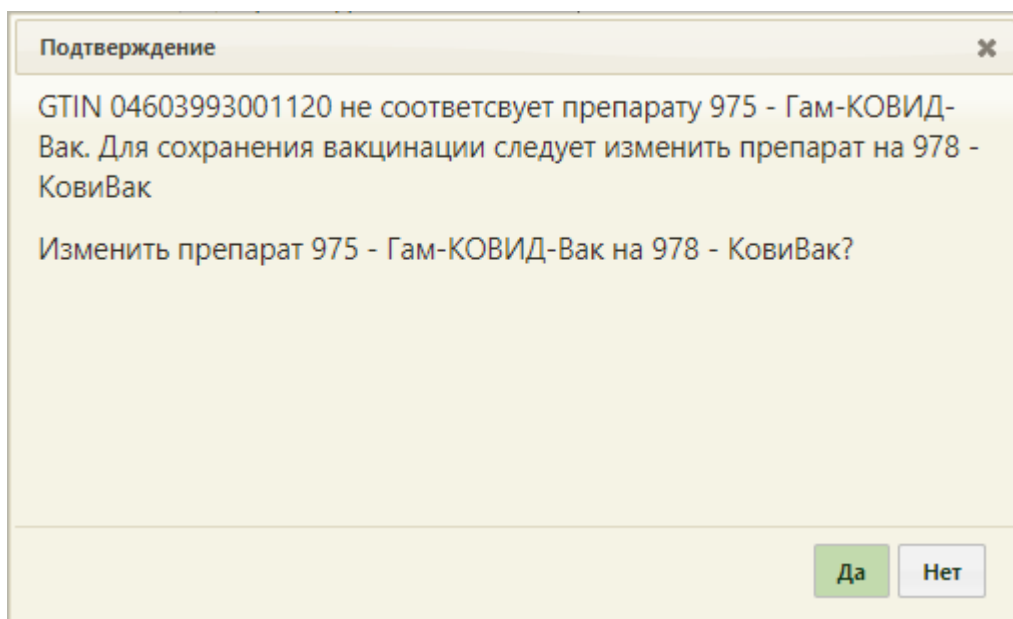 Подтверждение
GTIN 04603993001120 не соответсвует препарату 975 - Гам-КОВИД-
Вак. Для сохранения вакцинации следует изменить препарат на 978 -
КовиВак
Изменить препарат 975 - Гам-КОВИД-Вак на 978 - КовиВак?
Да Нет